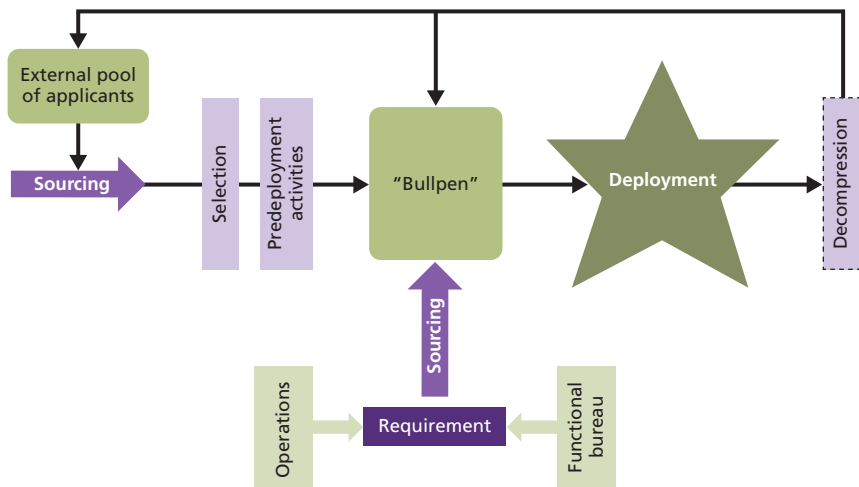 External pool
of applicants
Sourcing
Selection
Predeployment
activities
“Bullpen”
Deployment
Decompression
Sourcing
Operations
Requirement
Functional
bureau